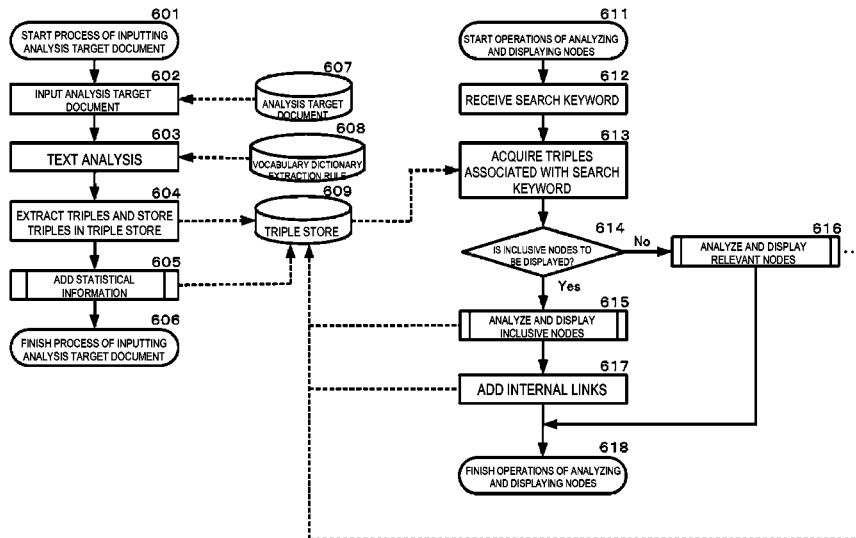 601
START PROCESS OF INPUTTING
ANALYSIS TARGET DOCUMENT
602
INPUT ANALYSIS TARGET
DOCUMENT
603
TEXT ANALYSIS
604
EXTRACT TRIPLES AND STORE
TRIPLES IN TRIPLE STORE
605
ADD STATISTICAL
INFORMATION
606
FINISH PROCESS OF INPUTTING
ANALYSIS TARGET DOCUMENT
607
ANALYSIS TARGET
DOCUMENT
608
VOCABULARY DICTIONARY
EXTRACTION RULE
609
TRIPLE STORE
611
START OPERATIONS OF ANALYZING
AND DISPLAYING NODES
612
RECEIVE SEARCH KEYWORD
613
ACQUIRE TRIPLES
ASSOCIATED WITH SEARCH
KEYWORD
614
IS INCLUSIVE NODES TO
BE DISPLAYED?
No
Yes
616
ANALYZE AND DISPLAY
RELEVANT NODES
615
ANALYZE AND DISPLAY
INCLUSIVE NODES
617
ADD INTERNAL LINKS
618
FINISH OPERATIONS OF ANALYZING
AND DISPLAYING NODES